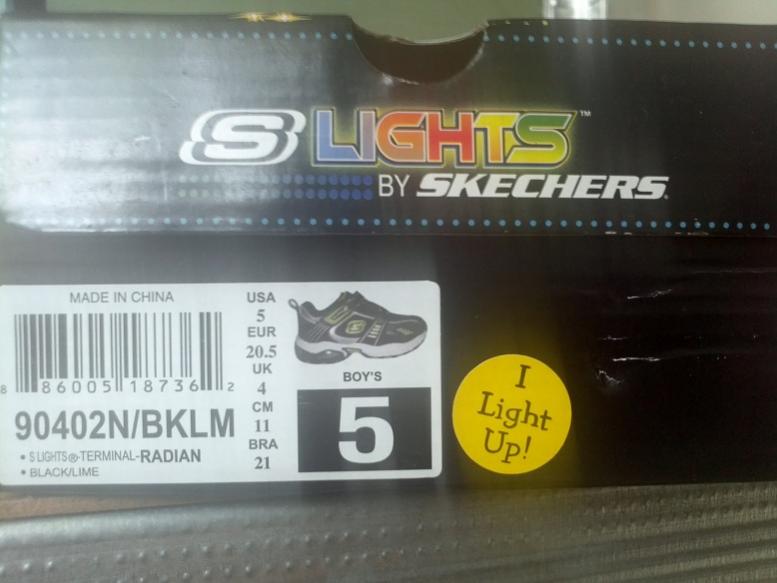 S LIGHTS™
BY SKECHERS®
MADE IN CHINA
8 86005 18736 2
90402N/BKLM
• S LIGHTS®-TERMINAL-RADIAN
• BLACK/LIME
USA
5
EUR
20.5
UK
4
CM
11
BRA
21
BOY'S
5
I
Light
Up!